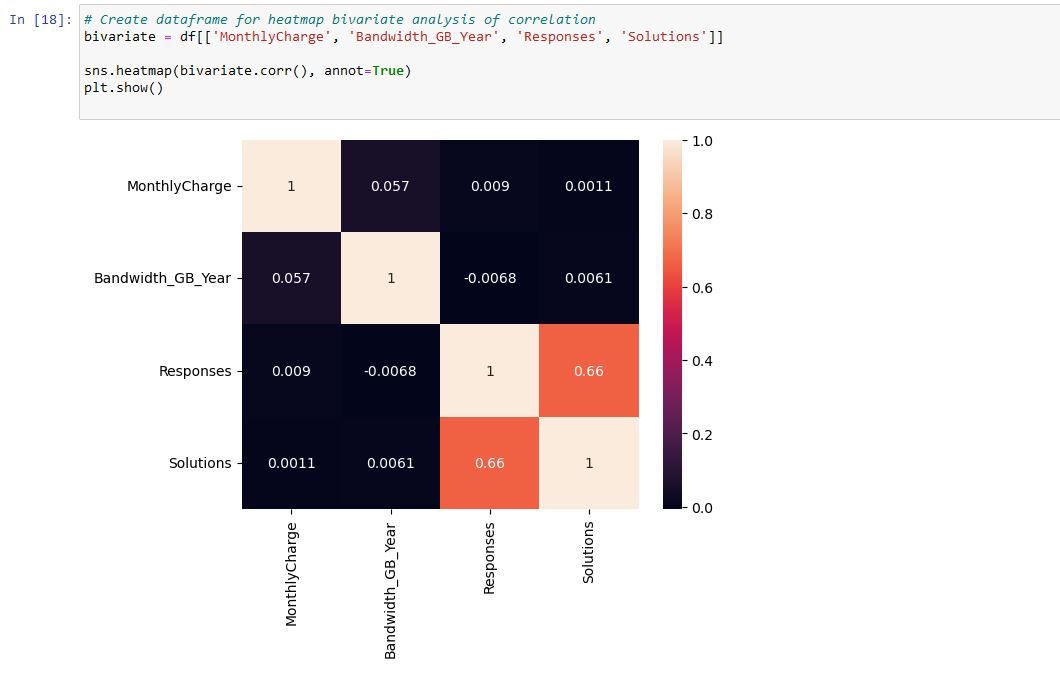 In [18]:
# Create dataframe for heatmap bivariate analysis of correlation
bivariate = df[['MonthlyCharge', 'Bandwidth_GB_Year', 'Responses', 'Solutions']]
sns.heatmap(bivariate.corr(), annot=True)
plt.show()
MonthlyCharge
1 0.057 0.009 0.0011
Bandwidth_GB_Year
0.057 1 -0.0068 0.0061
Responses
0.009 -0.0068 1 0.66
Solutions
0.0011 0.0061 0.66 1
MonthlyCharge
Bandwidth_GB_Year
Responses
Solutions
1.0
0.8
0.6
0.4
0.2
0.0